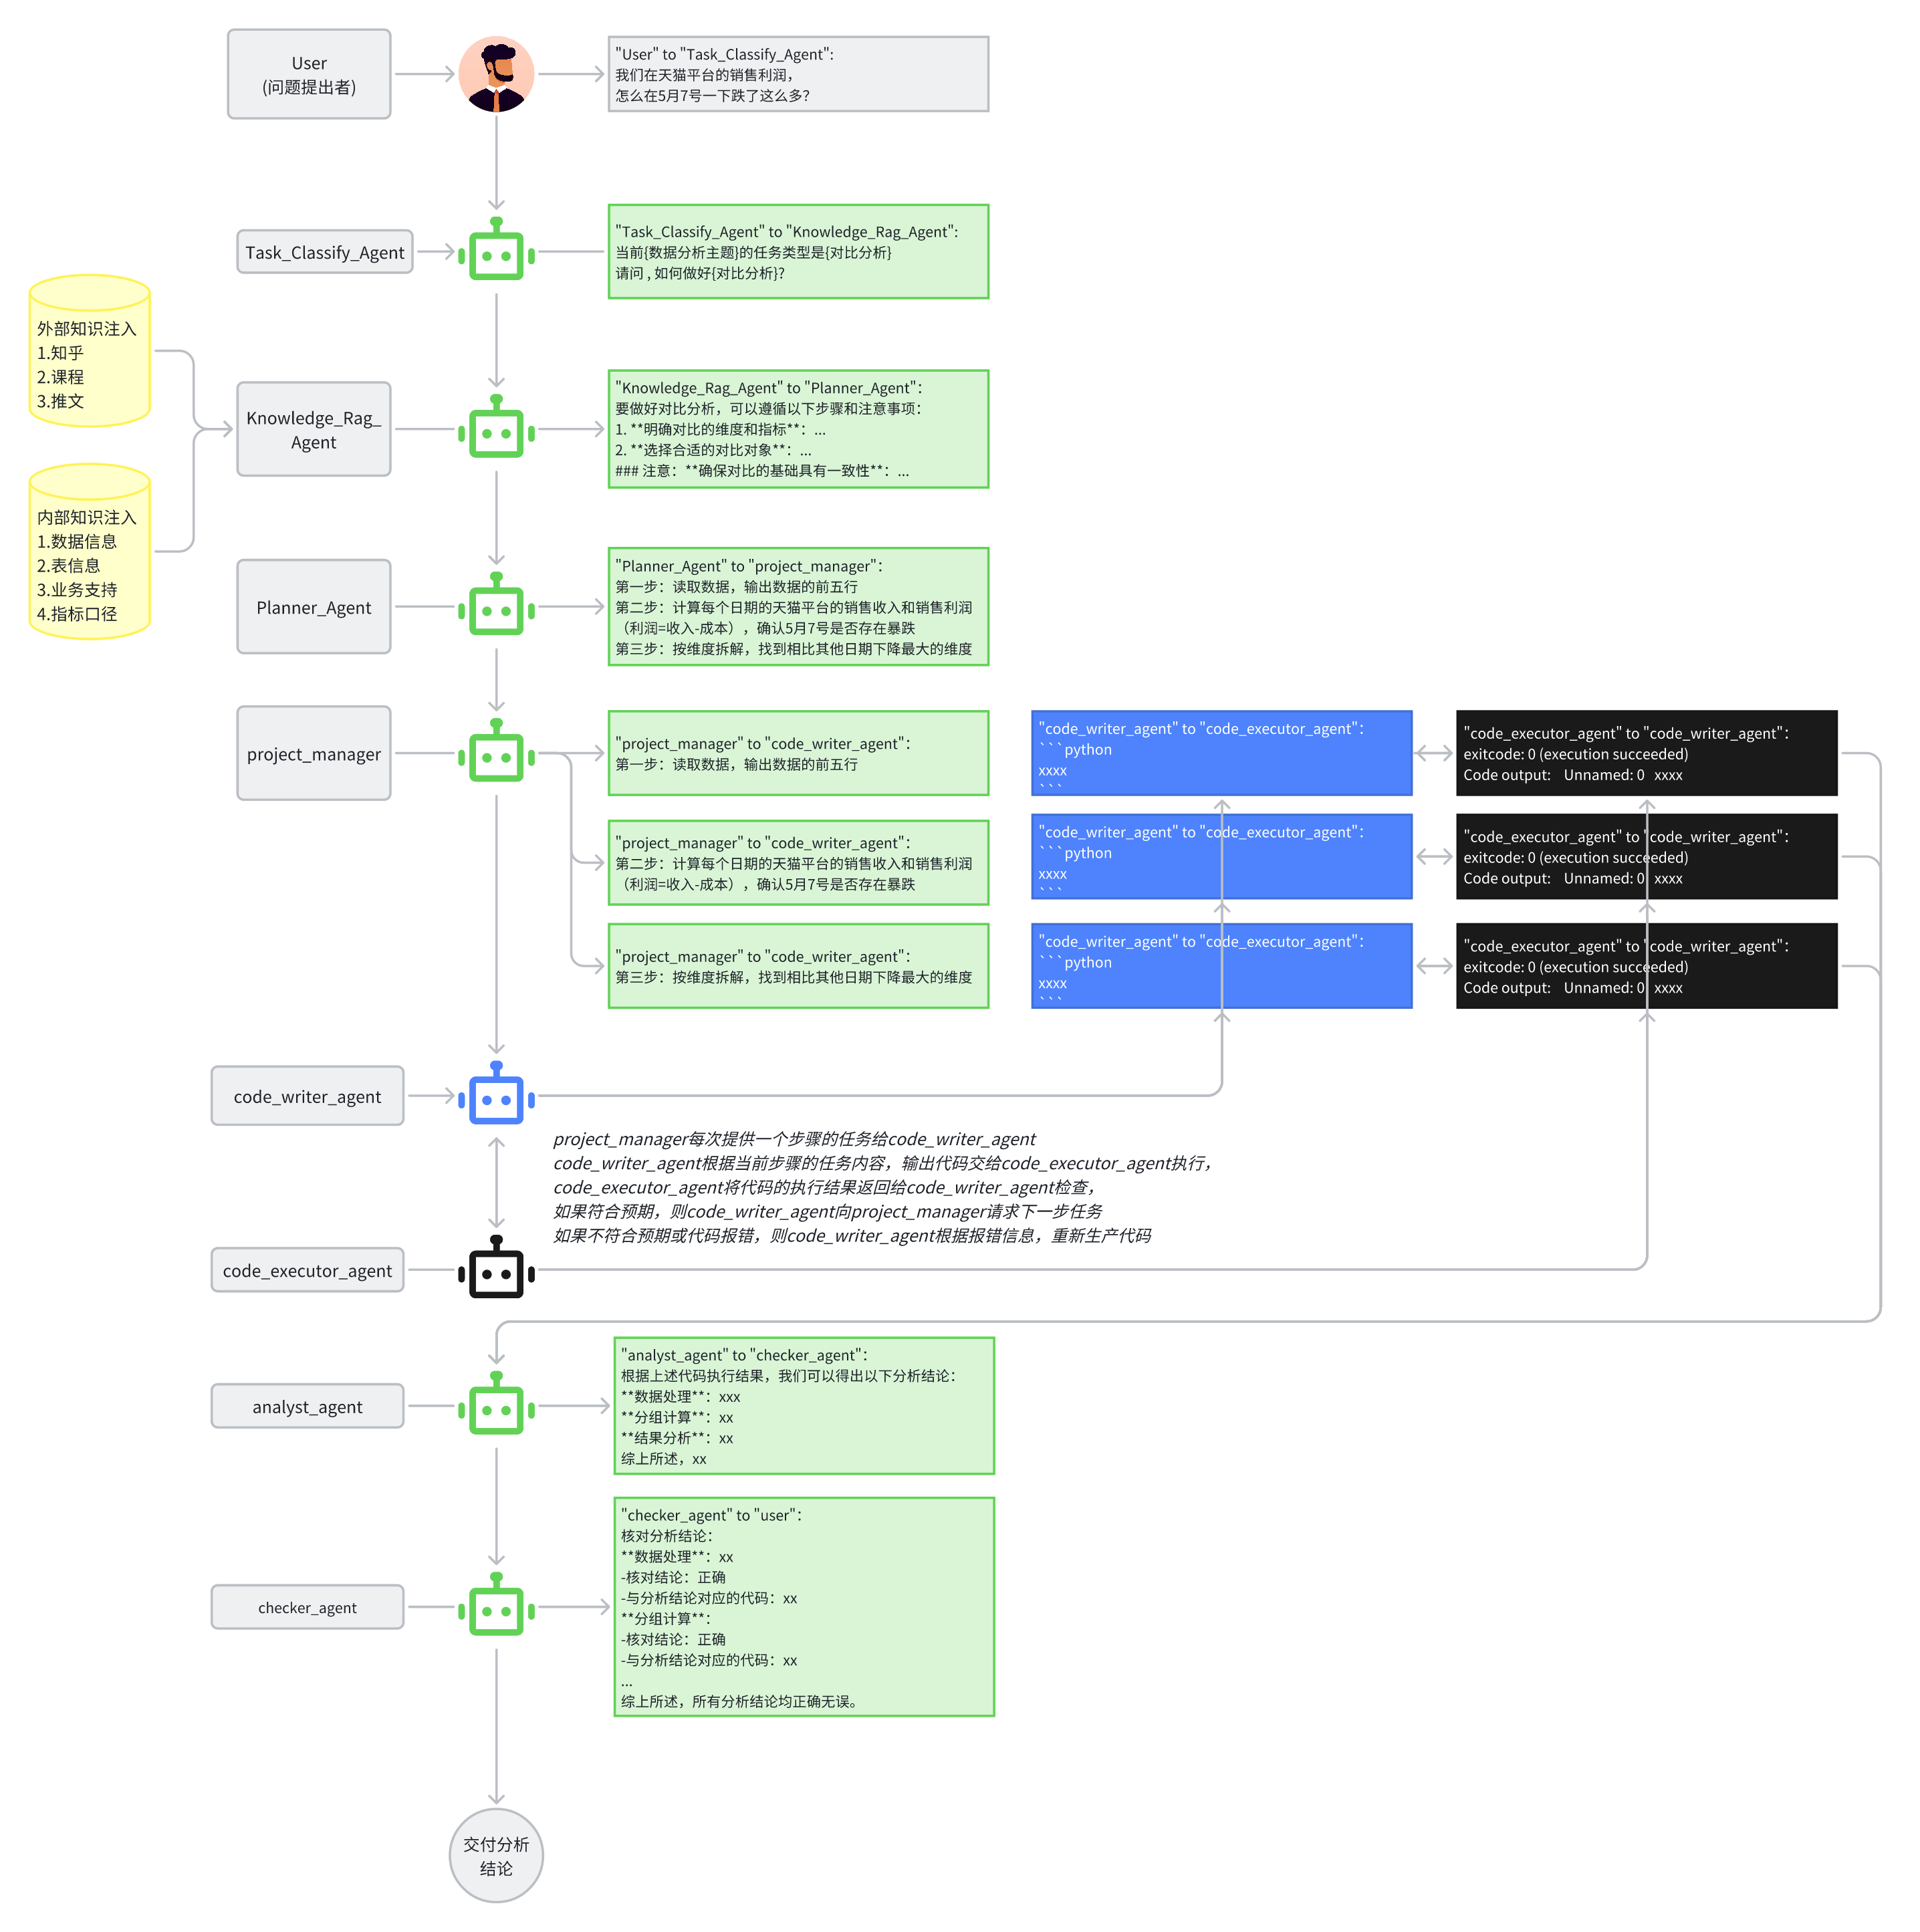 User
(问题提出者)
"User" to "Task_Classify_Agent":
我们在天猫平台的销售利润，
怎么在5月7号一下跌了这么多？
Task_Classify_Agent
"Task_Classify_Agent" to "Knowledge_Rag_Agent":
当前{数据分析主题}的任务类型是{对比分析}
请问 , 如何做好{对比分析}?
外部知识注入
1.知乎
2.课程
3.推文
内部知识注入
1.数据信息
2.表信息
3.业务支持
4.指标口径
Knowledge_Rag_
Agent
"Knowledge_Rag_Agent" to "Planner_Agent"：
要做好对比分析，可以遵循以下步骤和注意事项：
1. **明确对比的维度和指标**：...
2. **选择合适的对比对象**：...
### 注意：**确保对比的基础具有一致性**：...
Planner_Agent
"Planner_Agent" to "project_manager"：
第一步：读取数据，输出数据的前五行
第二步：计算每个日期的天猫平台的销售收入和销售利润
（利润=收入-成本），确认5月7号是否存在暴跌
第三步：按维度拆解，找到相比其他日期下降最大的维度
project_manager
"project_manager" to "code_writer_agent"：
第一步：读取数据，输出数据的前五行
"code_writer_agent" to "code_executor_agent"：
```python
xxxx
```
"code_executor_agent" to "code_writer_agent"：
exitcode: 0 (execution succeeded)
Code output: Unnamed: 0 xxxx
"project_manager" to "code_writer_agent"：
第二步：计算每个日期的天猫平台的销售收入和销售利润
（利润=收入-成本），确认5月7号是否存在暴跌
"code_writer_agent" to "code_executor_agent"：
```python
xxxx
```
"code_executor_agent" to "code_writer_agent"：
exitcode: 0 (execution succeeded)
Code output: Unnamed: 0 xxxx
"project_manager" to "code_writer_agent"：
第三步：按维度拆解，找到相比其他日期下降最大的维度
"code_writer_agent" to "code_executor_agent"：
```python
xxxx
```
"code_executor_agent" to "code_writer_agent"：
exitcode: 0 (execution succeeded)
Code output: Unnamed: 0 xxxx
code_writer_agent
project_manager每次提供一个步骤的任务给code_writer_agent
code_writer_agent根据当前步骤的任务内容，输出代码交给code_executor_agent执行，
code_executor_agent将代码的执行结果返回给code_writer_agent检查，
如果符合预期，则code_writer_agent向project_manager请求下一步任务
如果不符合预期或代码报错，则code_writer_agent根据报错信息，重新生产代码
code_executor_agent
analyst_agent
"analyst_agent" to "checker_agent"：
根据上述代码执行结果，我们可以得出以下分析结论：
**数据处理**：xxx
**分组计算**：xx
**结果分析**：xx
综上所述，xx
checker_agent
"checker_agent" to "user"：
核对分析结论：
**数据处理**：xx
-核对结论：正确
-与分析结论对应的代码：xx
**分组计算**：
-核对结论：正确
-与分析结论对应的代码：xx
...
综上所述，所有分析结论均正确无误。
交付分析
结论